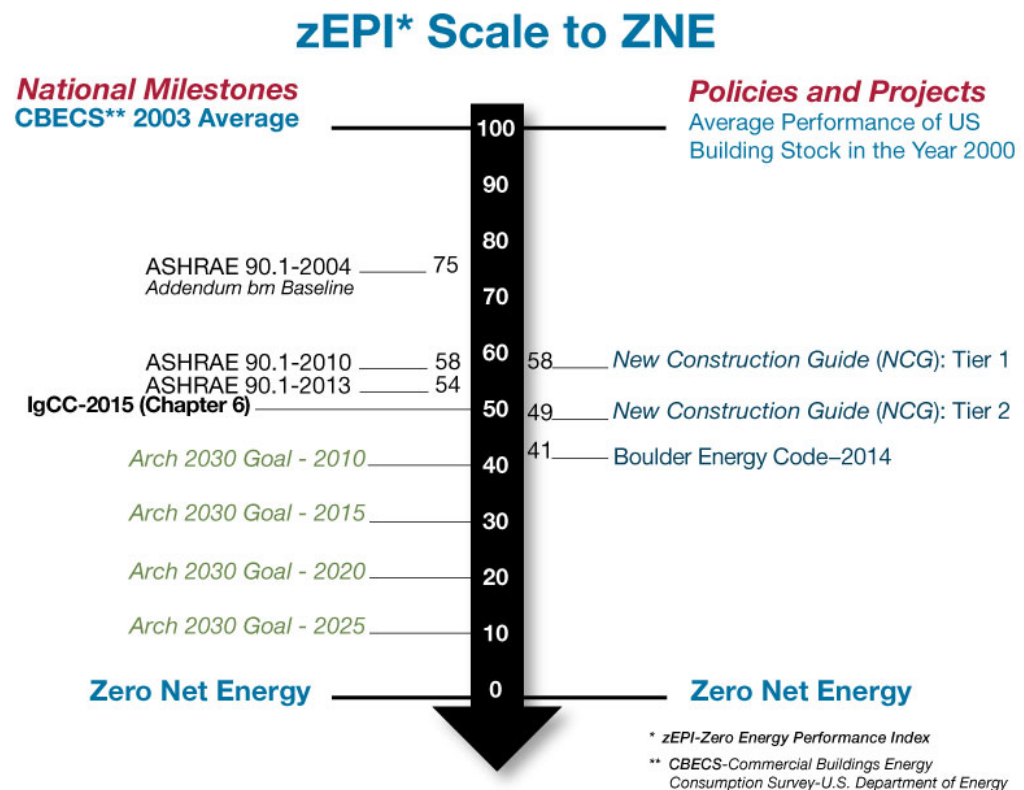 zEPI* Scale to ZNE
National Milestones
CBECS** 2003 Average
Policies and Projects
Average Performance of US
Building Stock in the Year 2000
100
90
80
ASHRAE 90.1-2004 75
Addendum bm Baseline
70
60
ASHRAE 90.1-2010 58
58 New Construction Guide (NCG): Tier 1
ASHRAE 90.1-2013 54
IgCC-2015 (Chapter 6)
50
49 New Construction Guide (NCG): Tier 2
41 Boulder Energy Code–2014
Arch 2030 Goal - 2010
40
Arch 2030 Goal - 2015
30
Arch 2030 Goal - 2020
20
Arch 2030 Goal - 2025
10
Zero Net Energy
0
Zero Net Energy
* zEPI-Zero Energy Performance Index
** CBECS-Commercial Buildings Energy
Consumption Survey-U.S. Department of Energy